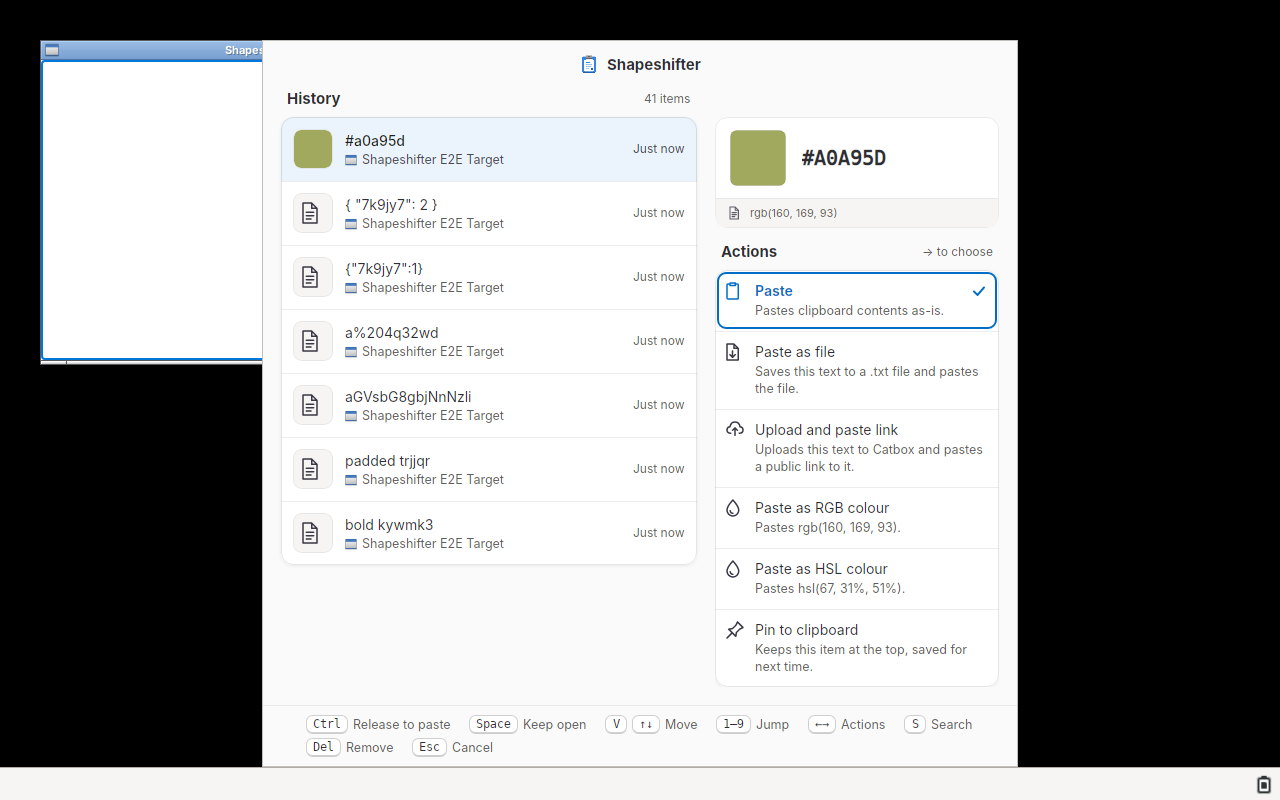 Shapes
Shapeshifter
History
41 items
#a0a95d
Shapeshifter E2E Target
Just now
{ "7k9jy7": 2 }
Shapeshifter E2E Target
Just now
{"7k9jy7":1}
Shapeshifter E2E Target
Just now
a%204q32wd
Shapeshifter E2E Target
Just now
aGVsbG8gbjNnNzli
Shapeshifter E2E Target
Just now
padded trjjqr
Shapeshifter E2E Target
Just now
bold kywmk3
Shapeshifter E2E Target
Just now
#A0A95D
rgb(160, 169, 93)
Actions
→ to choose
Paste
Pastes clipboard contents as-is.
Paste as file
Saves this text to a .txt file and pastes
the file.
Upload and paste link
Uploads this text to Catbox and pastes
a public link to it.
Paste as RGB colour
Pastes rgb(160, 169, 93).
Paste as HSL colour
Pastes hsl(67, 31%, 51%).
Pin to clipboard
Keeps this item at the top, saved for
next time.
Ctrl Release to paste Space Keep open V ↑↓ Move 1–9 Jump ←→ Actions S Search
Del Remove Esc Cancel